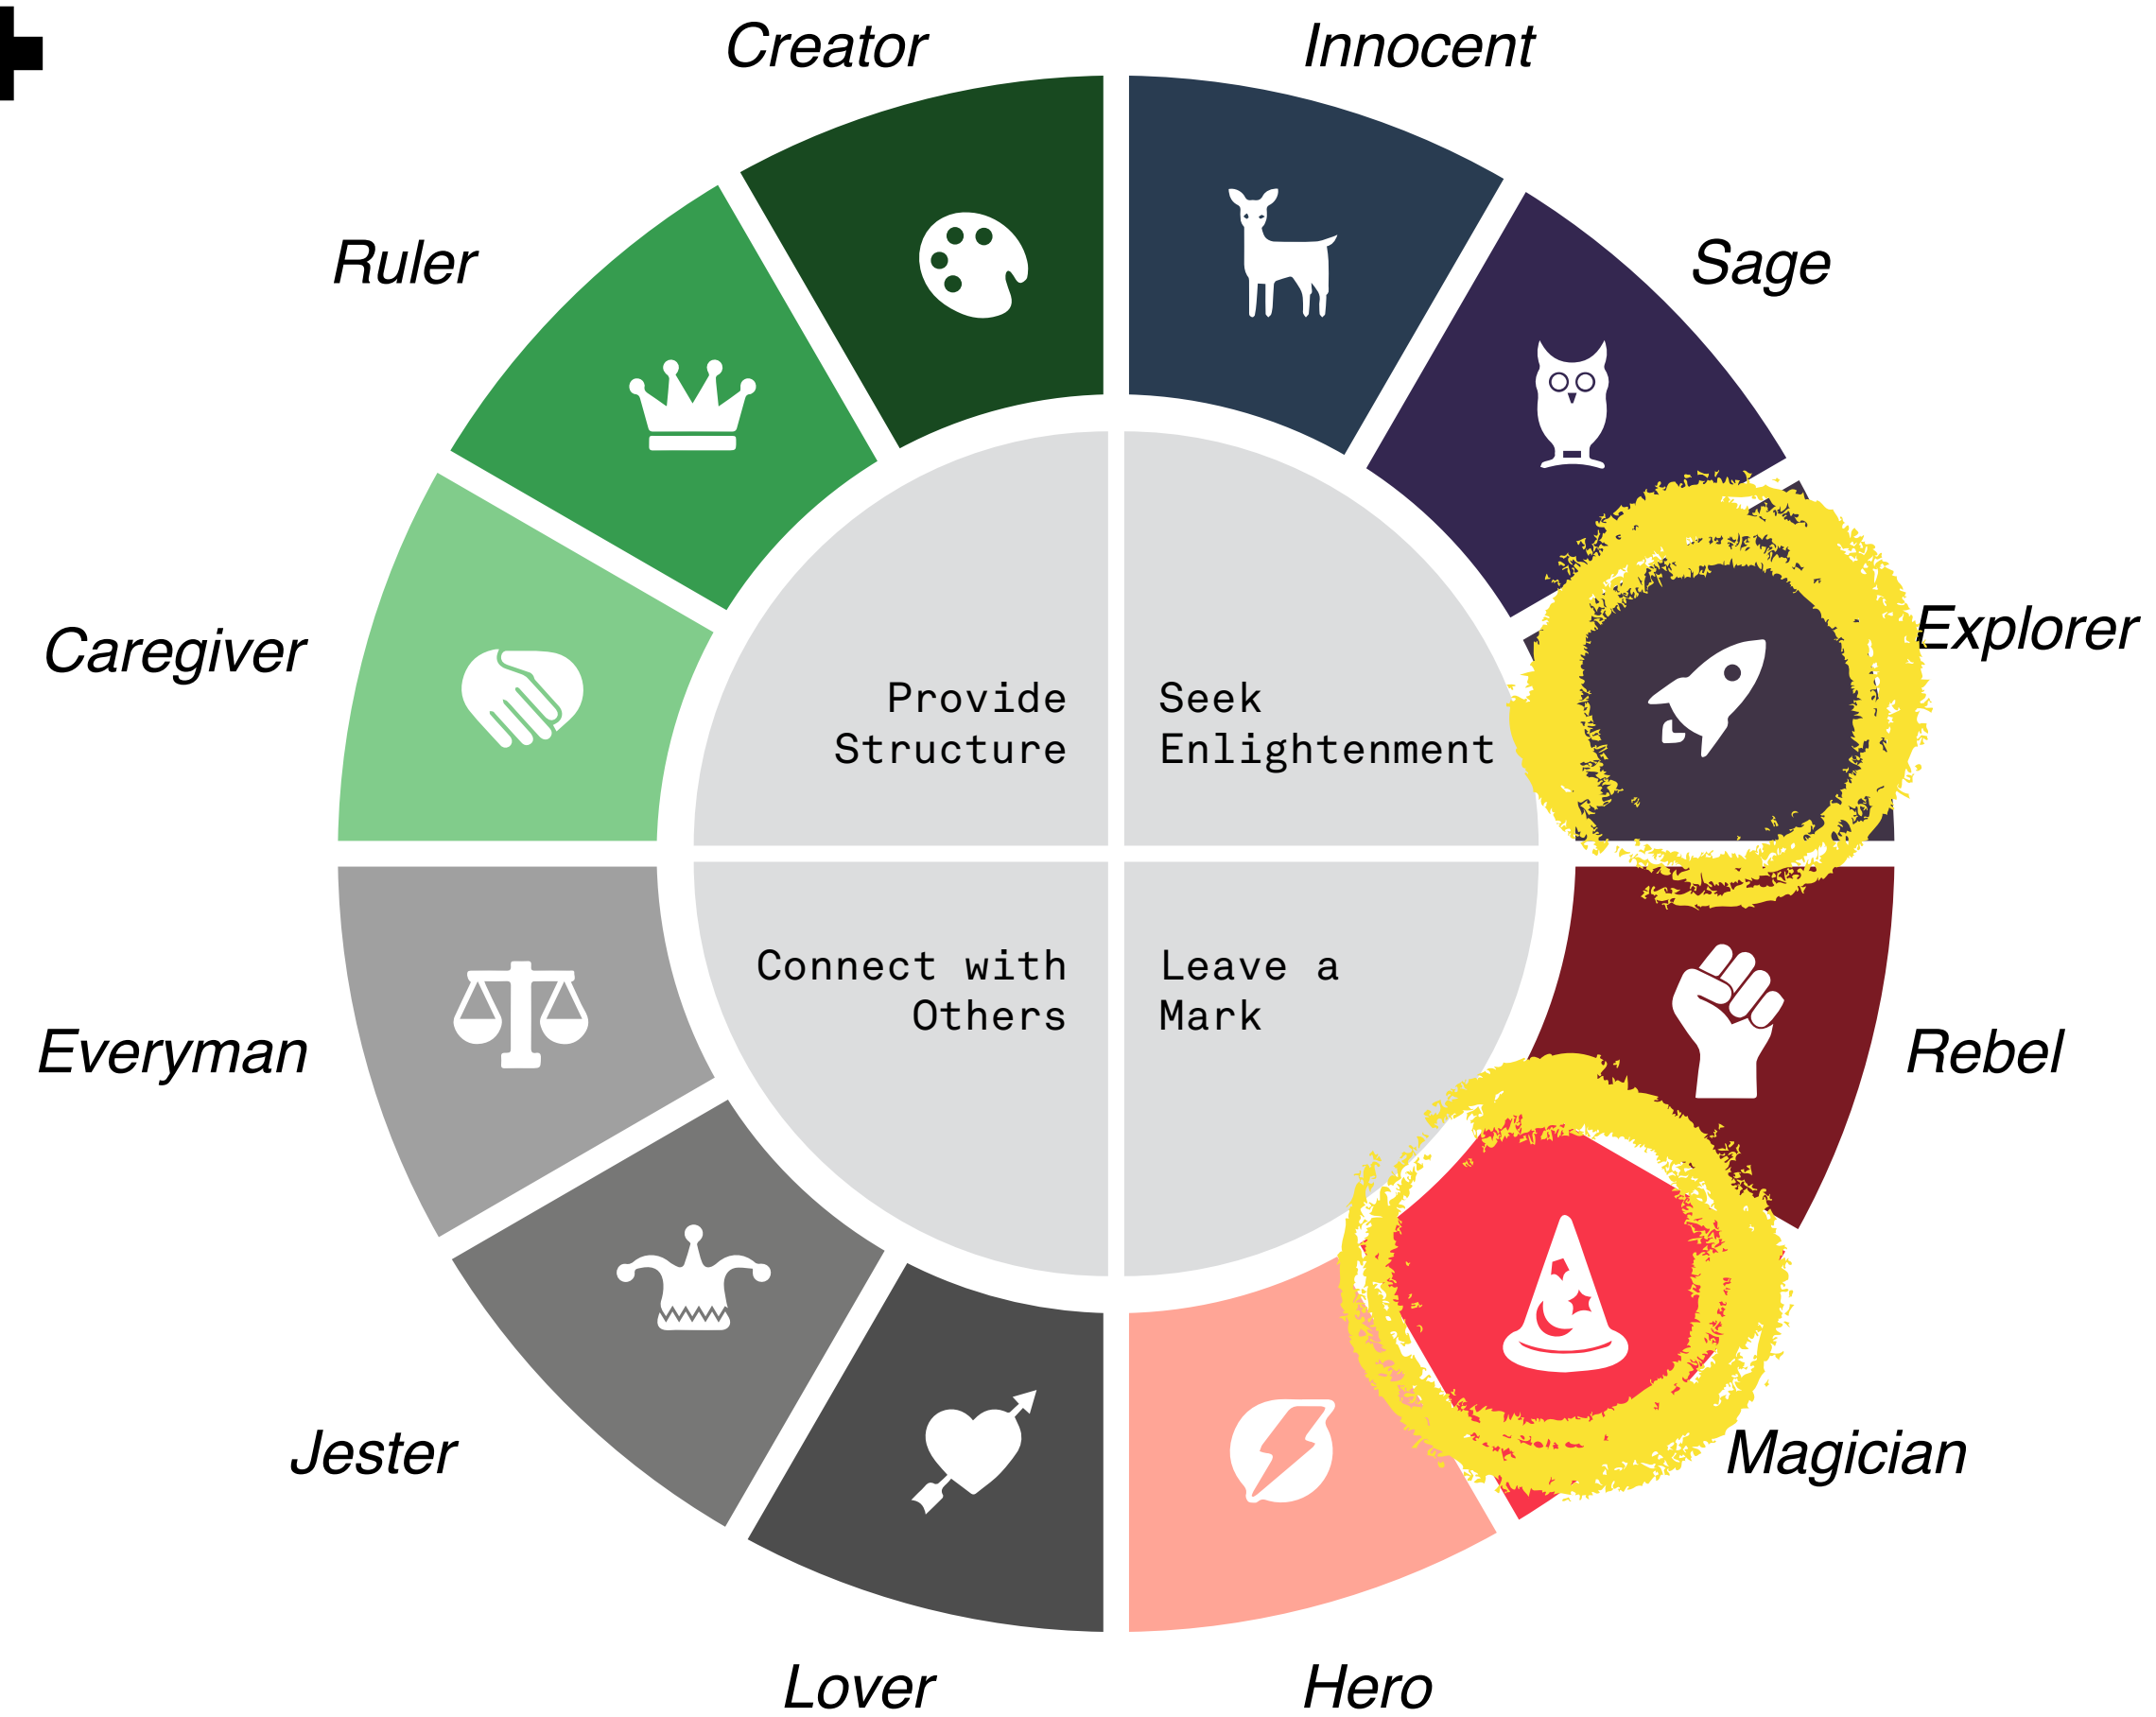 Creator
Innocent
Ruler
Sage
Caregiver
Explorer
Provide
Structure
Seek
Enlightenment
Connect with
Others
Leave a
Mark
Everyman
Rebel
Jester
Magician
Lover
Hero